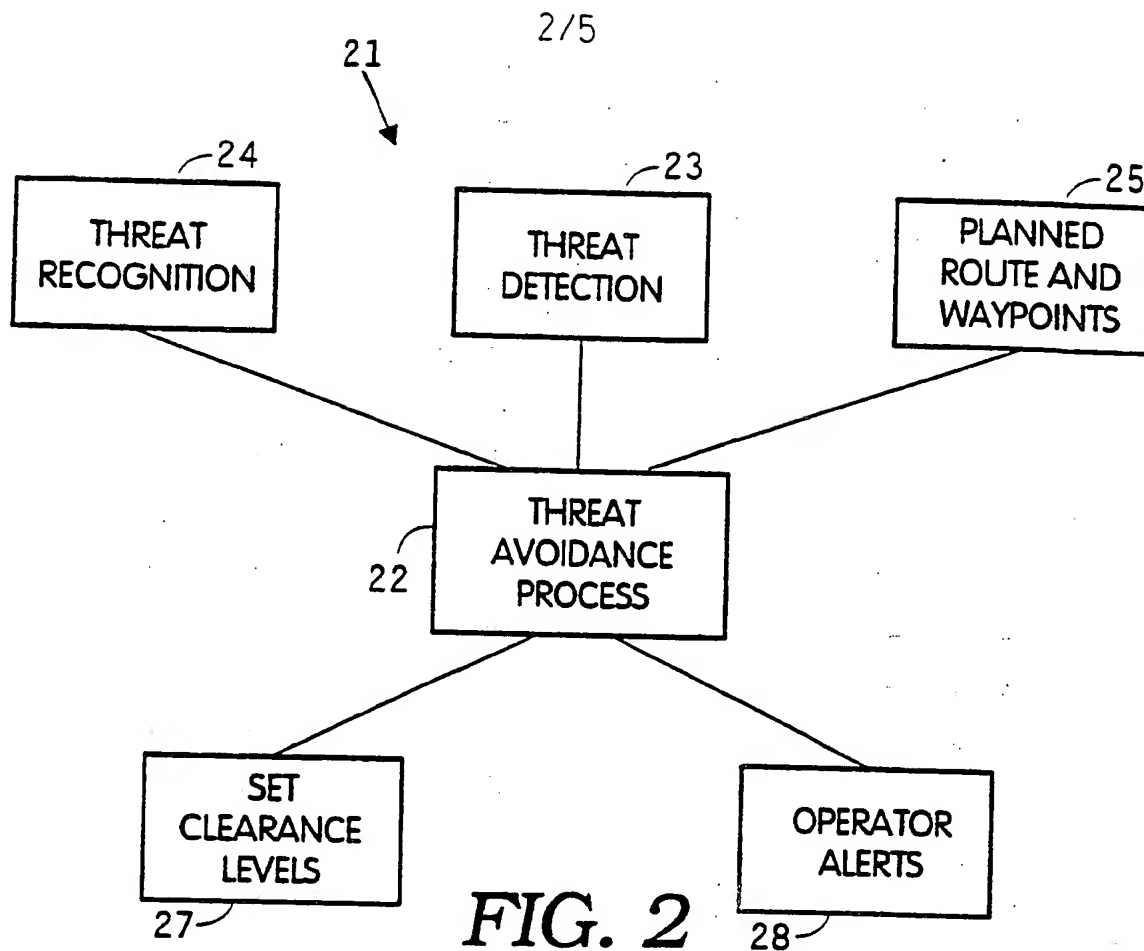 2/5
21
24
23
25
THREAT
RECOGNITION
THREAT
DETECTION
PLANNED
ROUTE AND
WAYPOINTS
THREAT
AVOIDANCE
PROCESS
22
SET
CLEARANCE
LEVELS
OPERATOR
ALERTS
27
FIG. 2
28